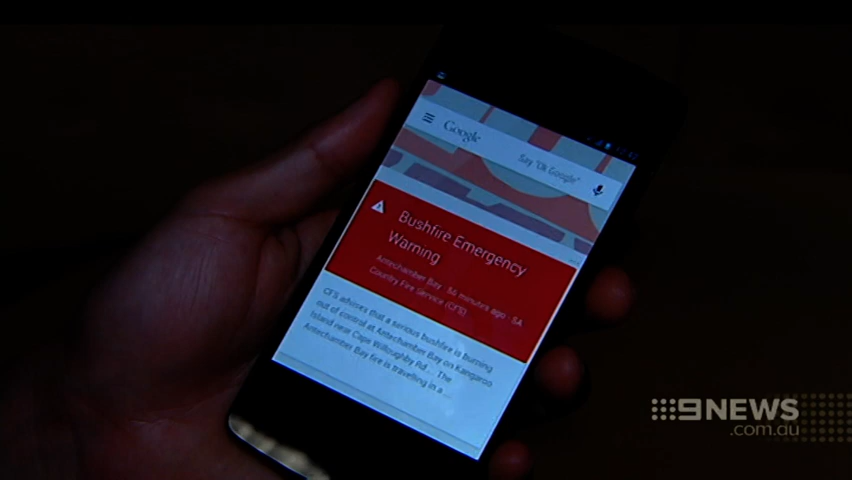 Google
Say "Ok Google"
Bushfire Emergency
Warning
Antechamber Bay · 56 minutes ago · SA
Country Fire Service (CFS)
CFS advises that a serious bushfire is burning
out of control at Antechamber Bay on Kangaroo
Island near Cape Willoughby Rd ... The
Antechamber Bay fire is travelling in a ...
9NEWS
.com.au